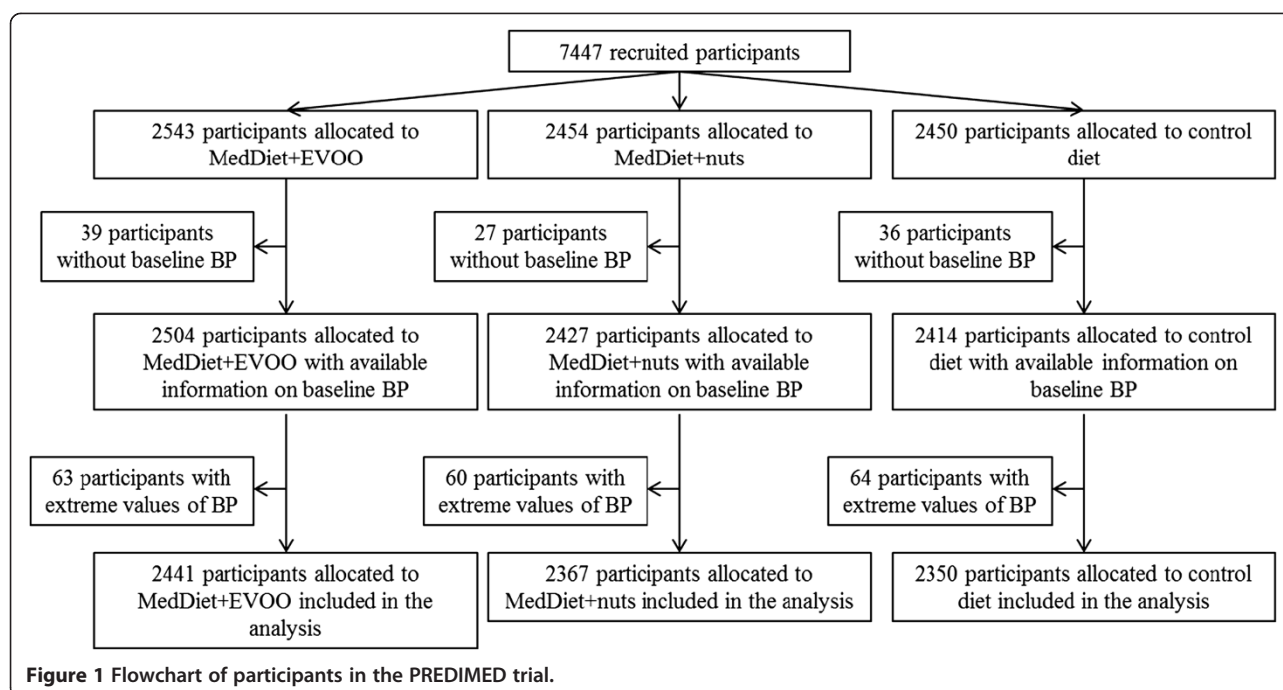 7447 recruited participants
2543 participants allocated to
MedDiet+EVOO
2454 participants allocated to
MedDiet+nuts
2450 participants allocated to control
diet
39 participants
without baseline BP
27 participants
without baseline BP
36 participants
without baseline BP
2504 participants allocated to
MedDiet+EVOO with available
information on baseline BP
2427 participants allocated to
MedDiet+nuts with available
information on baseline BP
2414 participants allocated to control
diet with available information on
baseline BP
63 participants with
extreme values of BP
60 participants with
extreme values of BP
64 participants with
extreme values of BP
2441 participants allocated to
MedDiet+EVOO included in the
analysis
2367 participants allocated to
MedDiet+nuts included in the analysis
2350 participants allocated to control
diet included in the analysis
Figure 1 Flowchart of participants in the PREDIMED trial.